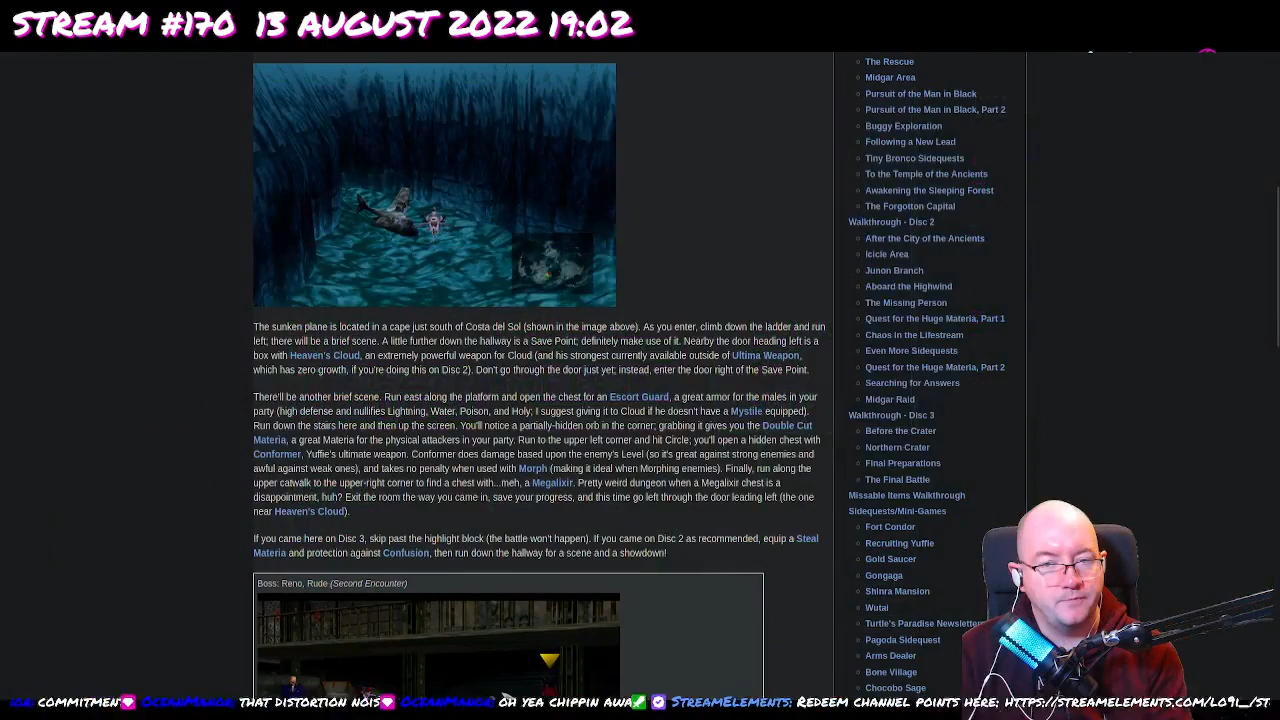 STREAM #170 13 AUGUST 2022 19:02
The sunken plane is located in a cape just south of Costa del Sol (shown in the image above). As you enter, climb down the ladder and run
left; there will be a brief scene. A little further down the hallway is a Save Point; definitely make use of it. Nearby the door heading left is a
box with Heaven's Cloud, an extremely powerful weapon for Cloud (and his strongest currently available outside of Ultima Weapon,
which has zero growth, if you're doing this on Disc 2). Don't go through the door just yet; instead, enter the door right of the Save Point.
There'll be another brief scene. Run east along the platform and open the chest for an Escort Guard, a great armor for the males in your
party (high defense and nullifies Lightning, Water, Poison, and Holy; I suggest giving it to Cloud if he doesn't have a Mystile equipped).
Run down the stairs here and then up the screen. You'll notice a partially-hidden orb in the corner; grabbing it gives you the Double Cut
Materia, a great Materia for the physical attackers in your party. Run to the upper left corner and hit Circle; you'll open a hidden chest with
Conformer, Yuffie's ultimate weapon. Conformer does damage based upon the enemy's Level (so it's great against strong enemies and
awful against weak ones), and takes no penalty when used with Morph (making it ideal when Morphing enemies). Finally, run along the
upper catwalk to the upper-right corner to find a chest with...meh, a Megalixir. Pretty weird dungeon when a Megalixir chest is a
disappointment, huh? Exit the room the way you came in, save your progress, and this time go left through the door leading left (the one
near Heaven's Cloud).
If you came here on Disc 3, skip past the highlight block (the battle won't happen). If you came on Disc 2 as recommended, equip a Steal
Materia and protection against Confusion, then run down the hallway for a scene and a showdown!
Boss: Reno, Rude (Second Encounter)
The Rescue
Midgar Area
Pursuit of the Man in Black
Pursuit of the Man in Black, Part 2
Buggy Exploration
Following a New Lead
Tiny Bronco Sidequests
To the Temple of the Ancients
Awakening the Sleeping Forest
The Forgotton Capital
Walkthrough - Disc 2
After the City of the Ancients
Icicle Area
Junon Branch
Aboard the Highwind
The Missing Person
Quest for the Huge Materia, Part 1
Chaos in the Lifestream
Even More Sidequests
Quest for the Huge Materia, Part 2
Searching for Answers
Midgar Raid
Walkthrough - Disc 3
Before the Crater
Northern Crater
Final Preparations
The Final Battle
Missable Items Walkthrough
Sidequests/Mini-Games
Fort Condor
Recruiting Yuffie
Gold Saucer
Gongaga
Shinra Mansion
Wutai
Turtle's Paradise Newsletter
Pagoda Sidequest
Arms Dealer
Bone Village
Chocobo Sage
COMMITMEN OCEANMANOR THAT DISTORTION NOIS OCEANMANOR OH YEA CHIPPIN AWA STREAMELEMENTS: REDEEM CHANNEL POINTS HERE: HTTPS://STREAMELEMENTS.COM/LO9I_/ST